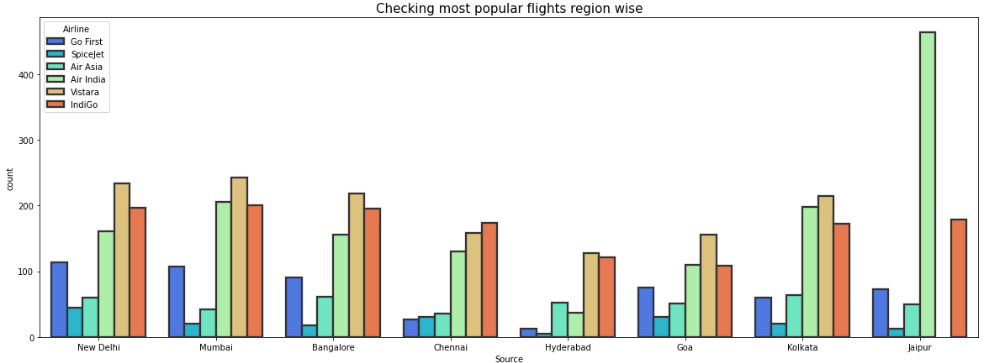 Checking most popular flights region wise
Airline
Go First
SpiceJet
Air Asia
Air India
Vistara
IndiGo
count
400
300
200
100
0
New Delhi Mumbai Bangalore Chennai Hyderabad Goa Kolkata Jaipur
Source